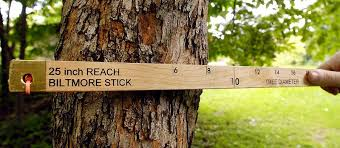 25 inch REACH
BILTMORE STICK
6 8 10 12 14 16
TREE DIAMETER